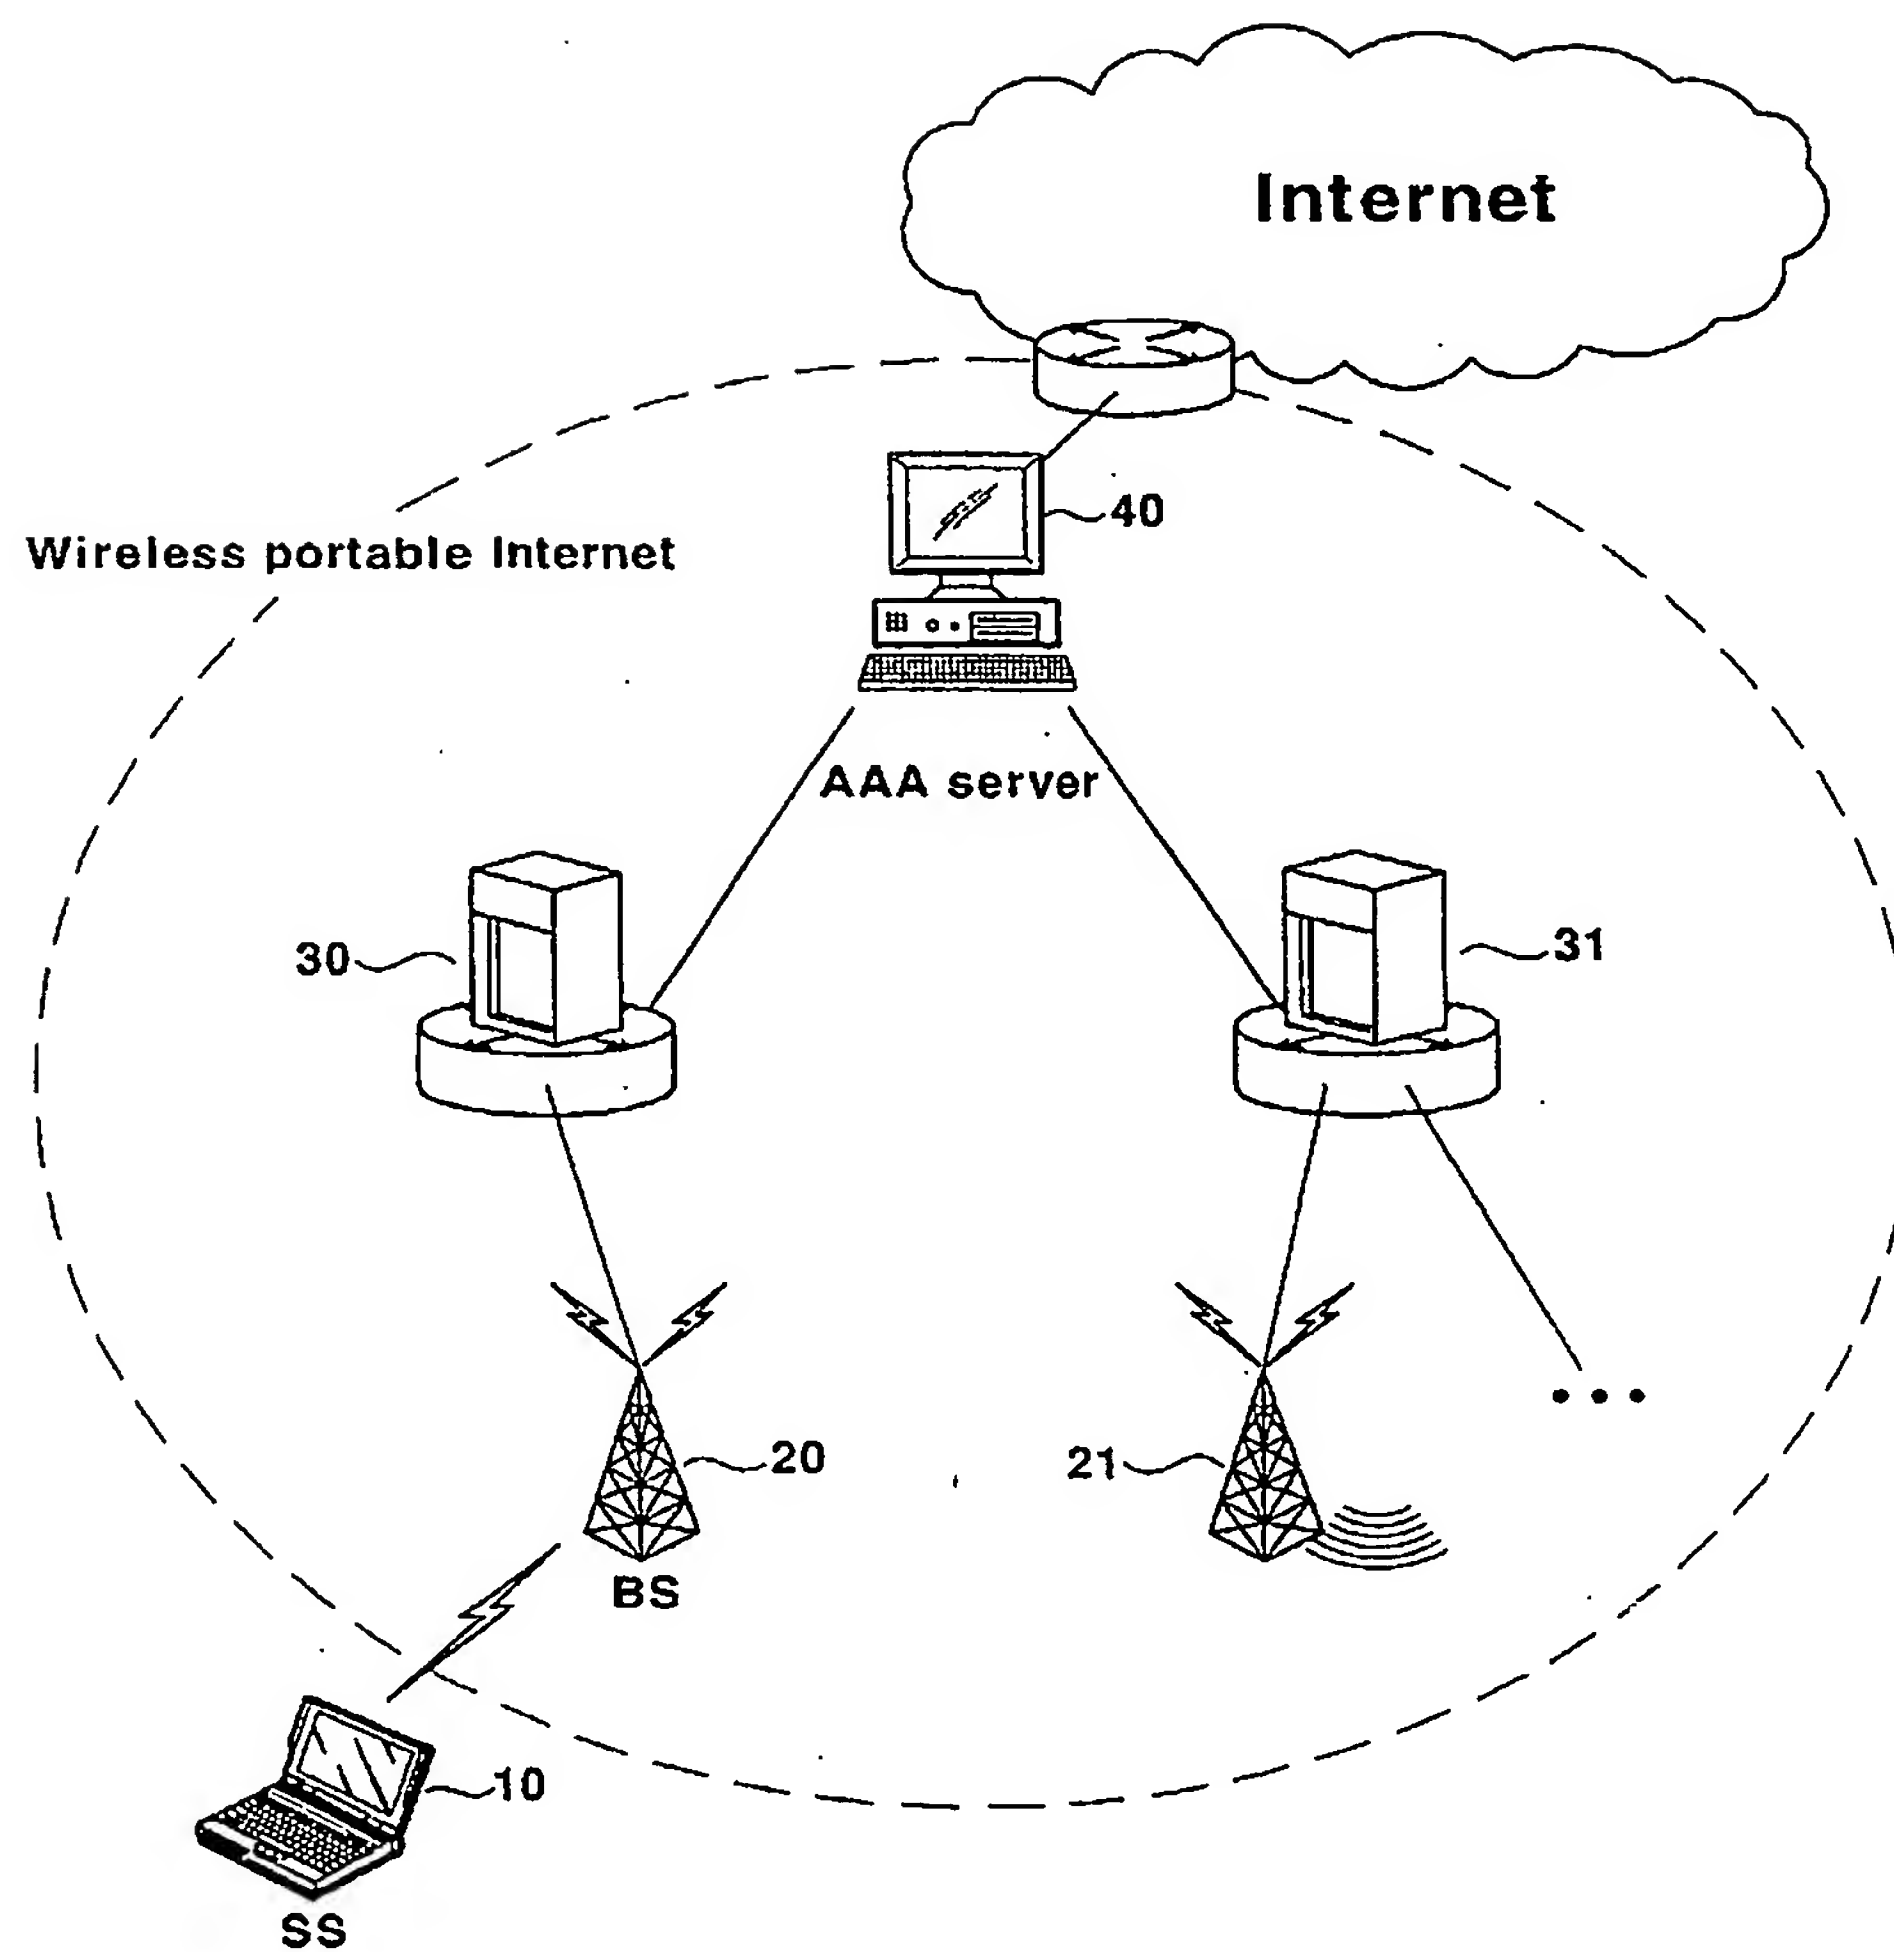 Internet
40
Wireless portable Internet
AAA server
30
31
20
21
BS
10
SS